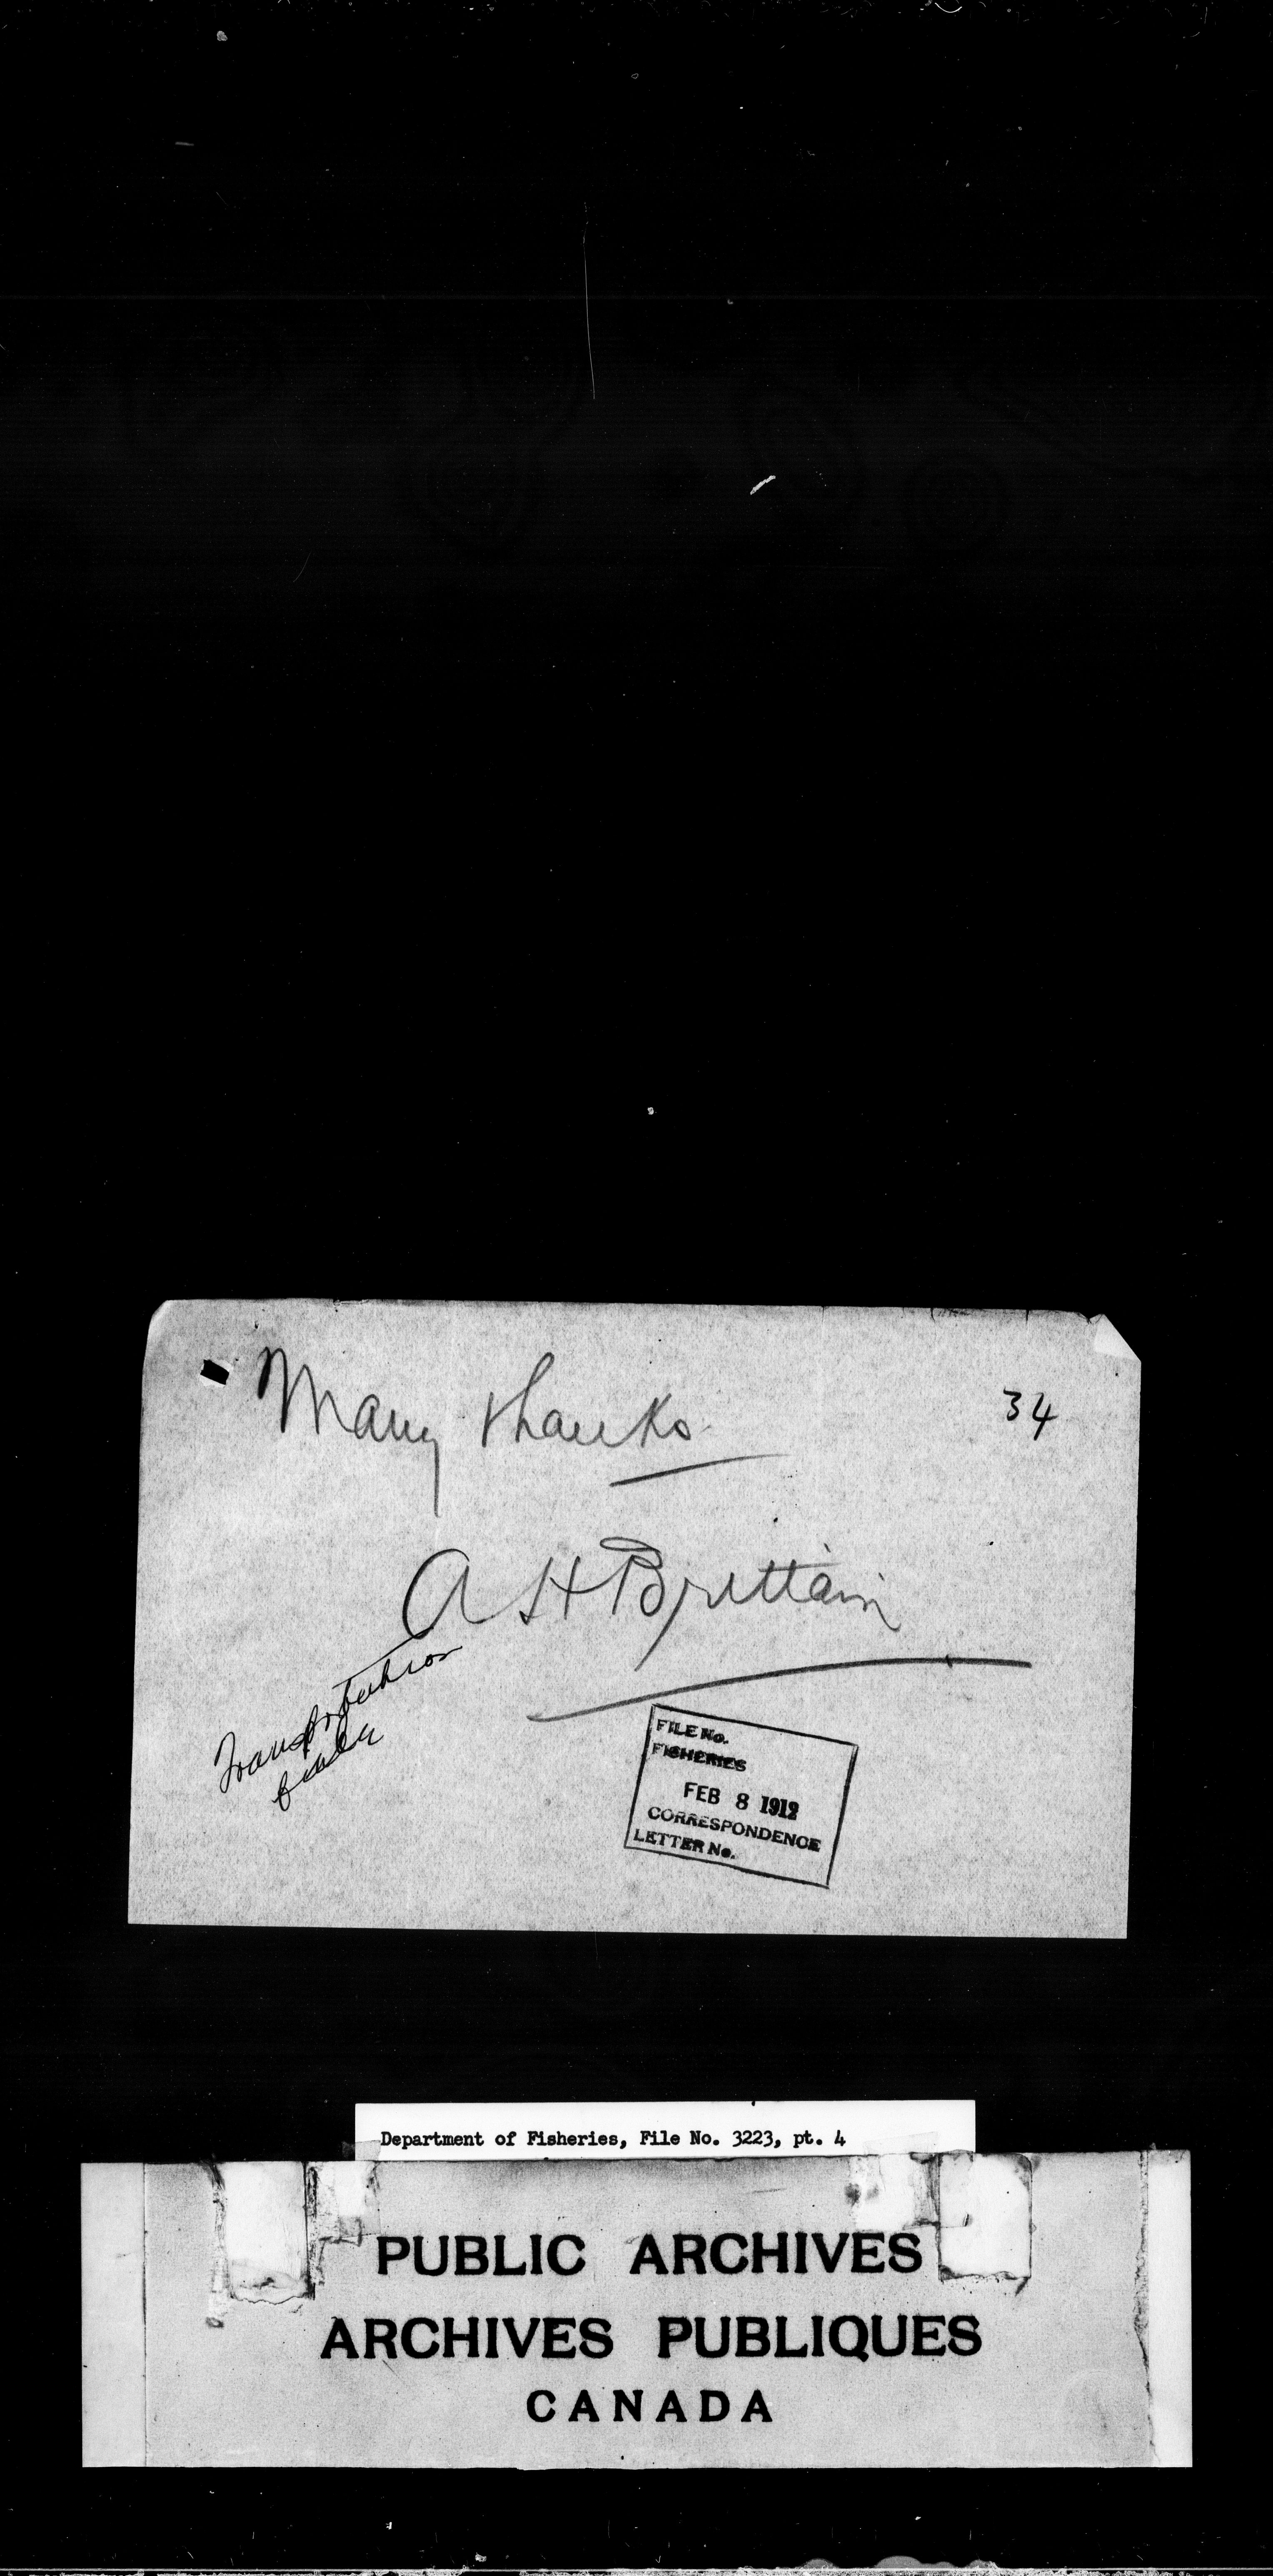 Many thanks
34
A H Brittain
Transportation
FILE No.
FISHERIES
FEB 8 1912
CORRESPONDENCE
LETTER No.
Department of Fisheries, File No. 3223, pt. 4
PUBLIC ARCHIVES
ARCHIVES PUBLIQUES
CANADA